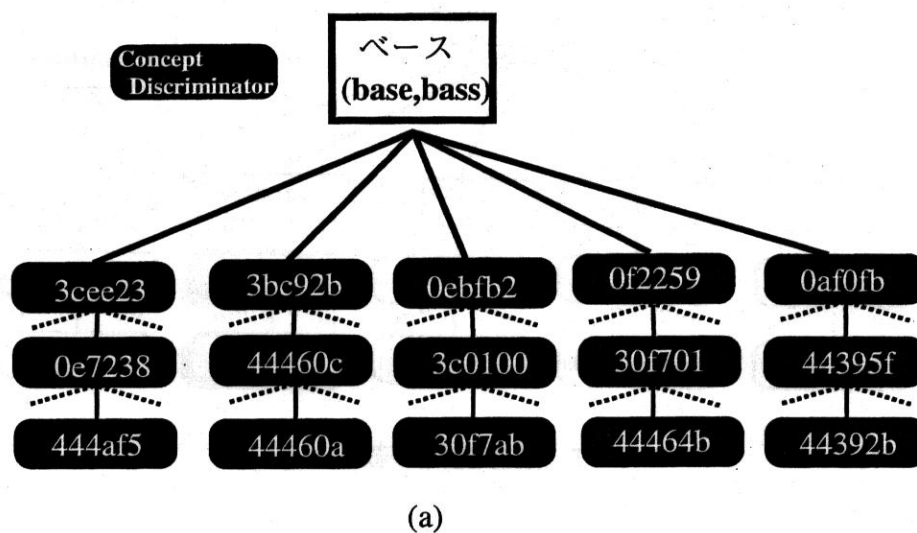 Concept
Discriminator
ベース
(base,bass)
3cee23 3bc92b 0ebfb2 0f2259 0af0fb
0e7238 44460c 3c0100 30f701 44395f
444af5 44460a 30f7ab 44464b 44392b
(a)